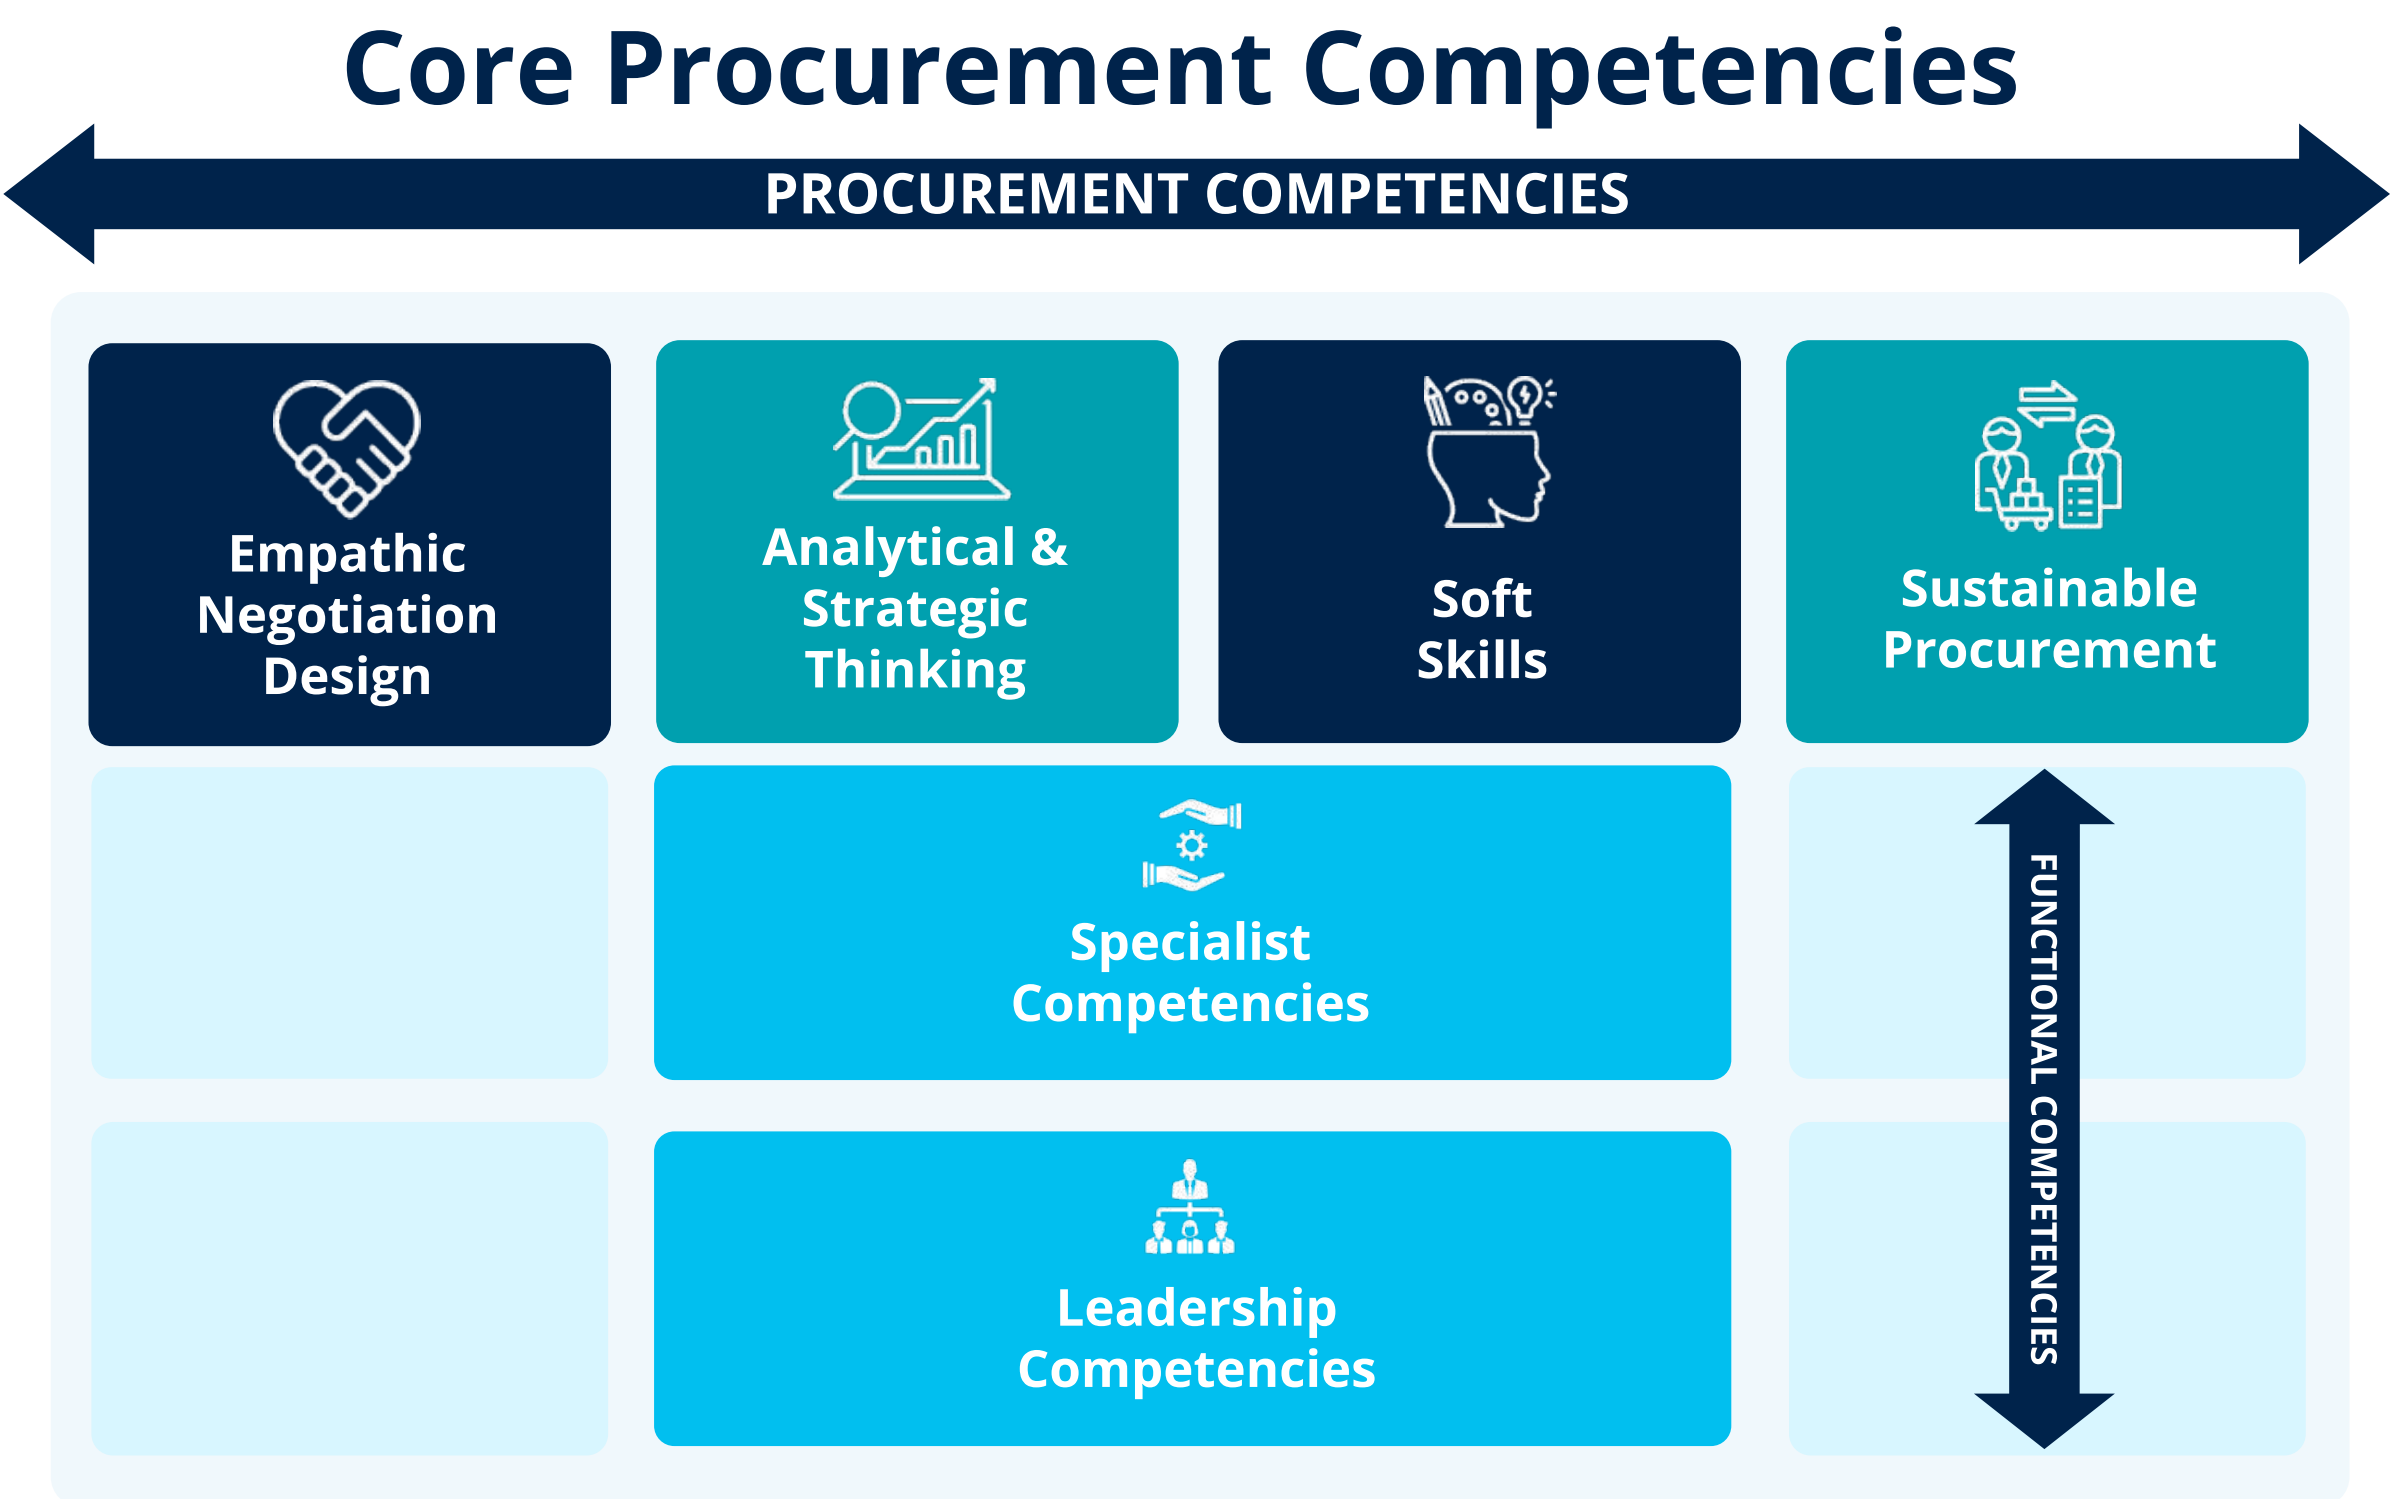 Core Procurement Competencies
PROCUREMENT COMPETENCIES
Empathic
Negotiation
Design
Analytical &
Strategic
Thinking
Soft
Skills
Sustainable
Procurement
Specialist
Competencies
FUNCTIONAL COMPETENCIES
Leadership
Competencies